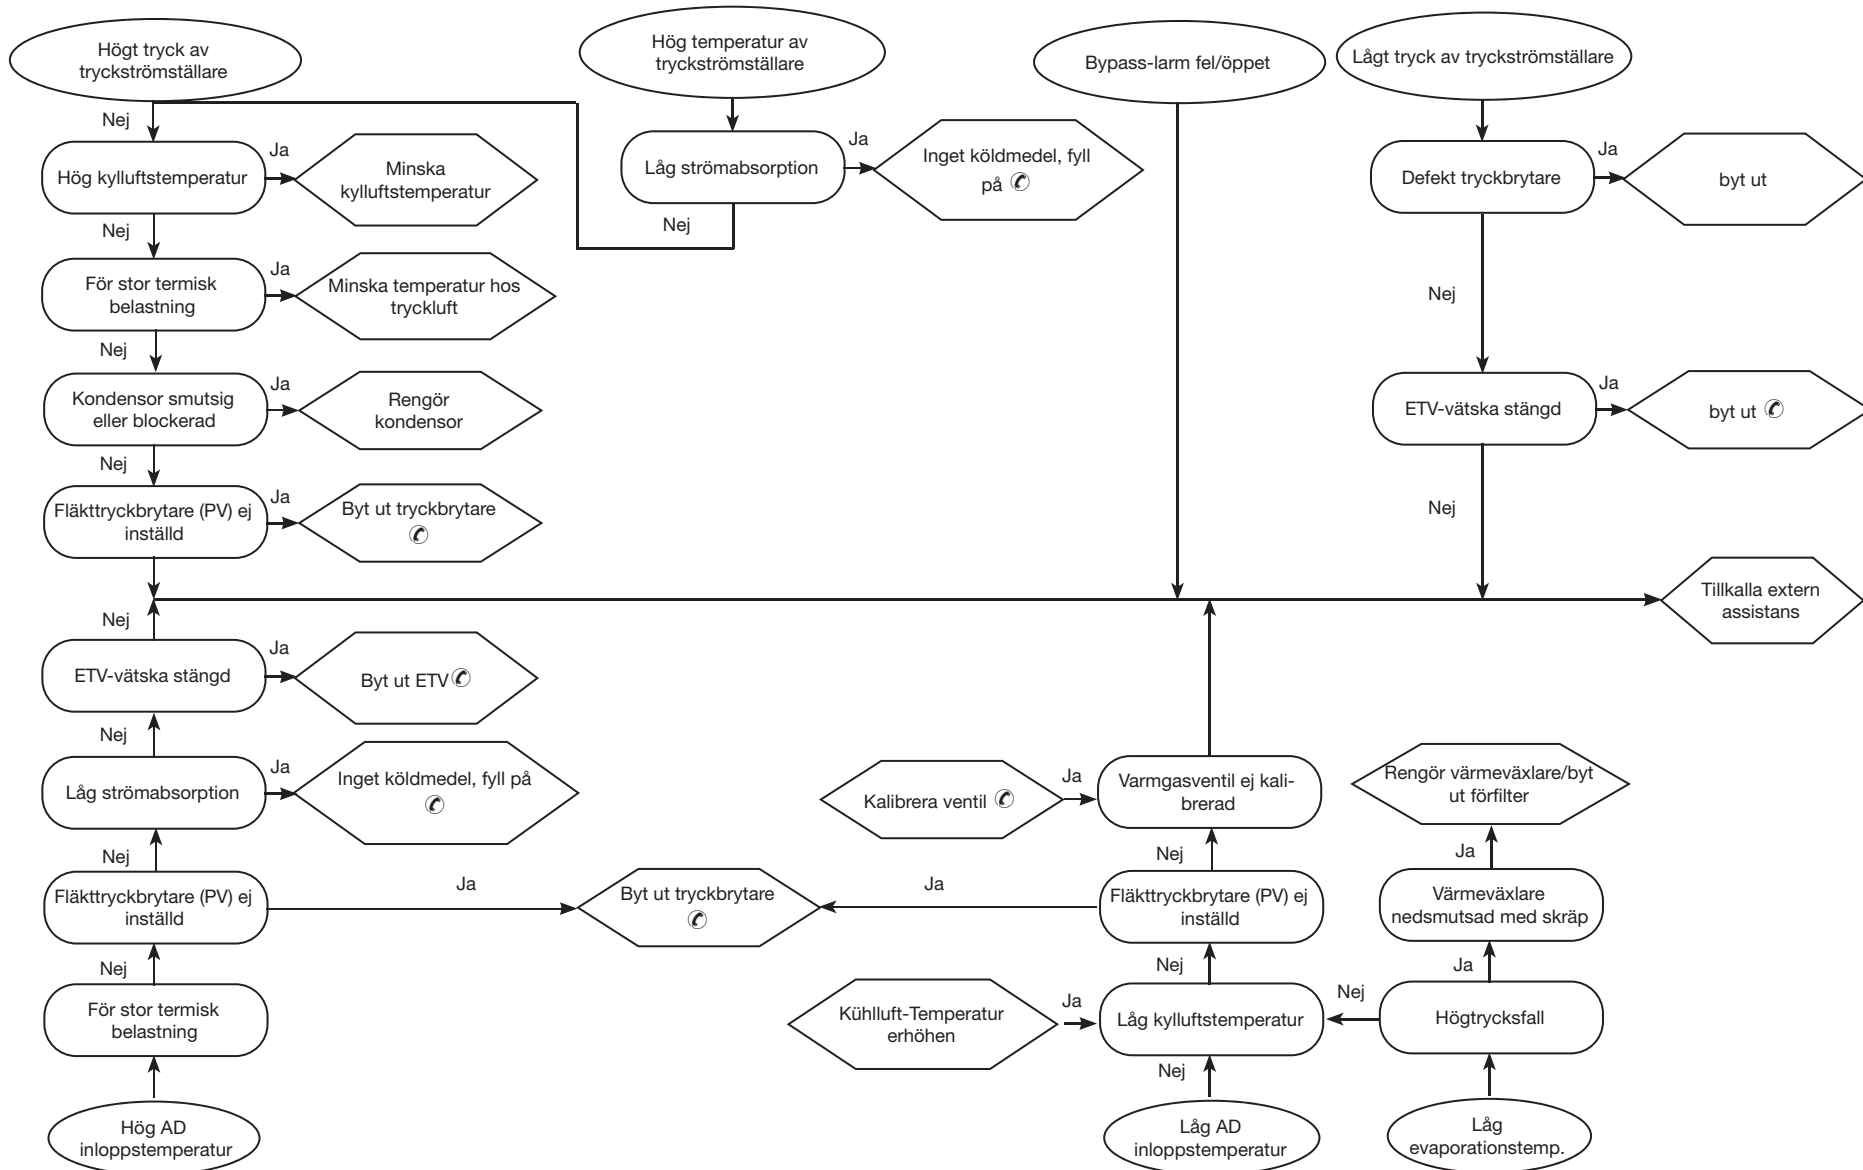 Högt tryck av
tryckströmställare
Hög temperatur av
tryckströmställare
Bypass-larm fel/öppet
Lågt tryck av tryckströmställare
Nej
Hög kylluftstemperatur
Ja
Minska
kylluftstemperatur
Låg strömabsorption
Ja
Inget köldmedel, fyll
på ✆
Nej
Defekt tryckbrytare
Ja
byt ut
Nej
För stor termisk
belastning
Ja
Minska temperatur hos
tryckluft
Nej
Nej
Kondensor smutsig
eller blockerad
Ja
Rengör
kondensor
ETV-vätska stängd
Ja
byt ut ✆
Nej
Fläkttryckbrytare (PV) ej
inställd
Ja
Byt ut tryckbrytare
✆
Nej
Tillkalla extern
assistans
Nej
ETV-vätska stängd
Ja
Byt ut ETV ✆
Nej
Låg strömabsorption
Ja
Inget köldmedel, fyll på
✆
Kalibrera ventil ✆
Ja
Varmgasventil ej kali-
brerad
Rengör värmeväxlare/byt
ut förfilter
Nej
Fläkttryckbrytare (PV) ej
inställd
Ja
Byt ut tryckbrytare
✆
Ja
Nej
Fläkttryckbrytare (PV) ej
inställd
Ja
Värmeväxlare
nedsmutsad med skräp
Nej
För stor termisk
belastning
Kühlluft-Temperatur
erhöhen
Ja
Nej
Låg kylluftstemperatur
Nej
Ja
Högtrycksfall
Nej
Hög AD
inloppstemperatur
Låg AD
inloppstemperatur
Låg
evaporationstemp.